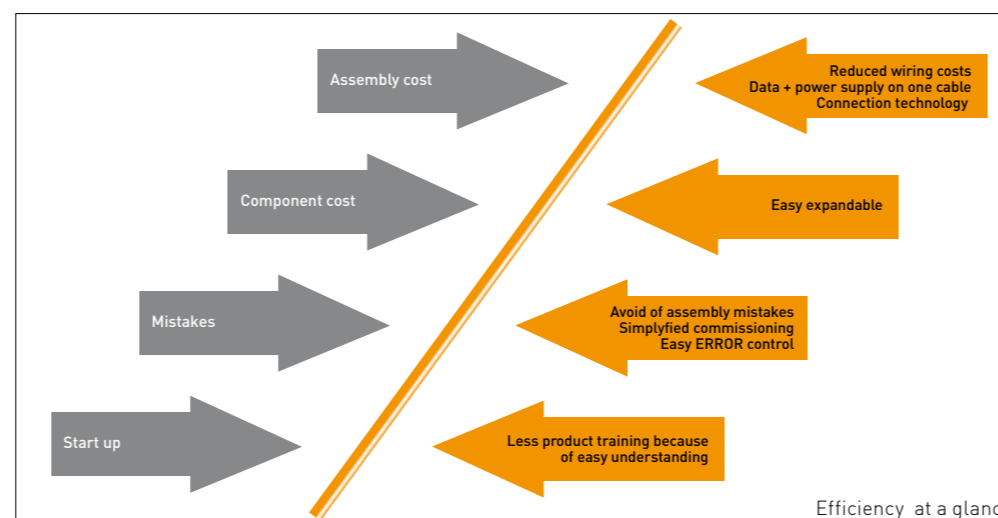 Assembly cost
Reduced wiring costs
Data + power supply on one cable
Connection technology
Component cost
Easy expandable
Mistakes
Avoid of assembly mistakes
Simplyfied commissioning
Easy ERROR control
Start up
Less product training because
of easy understanding
Efficiency at a glanc